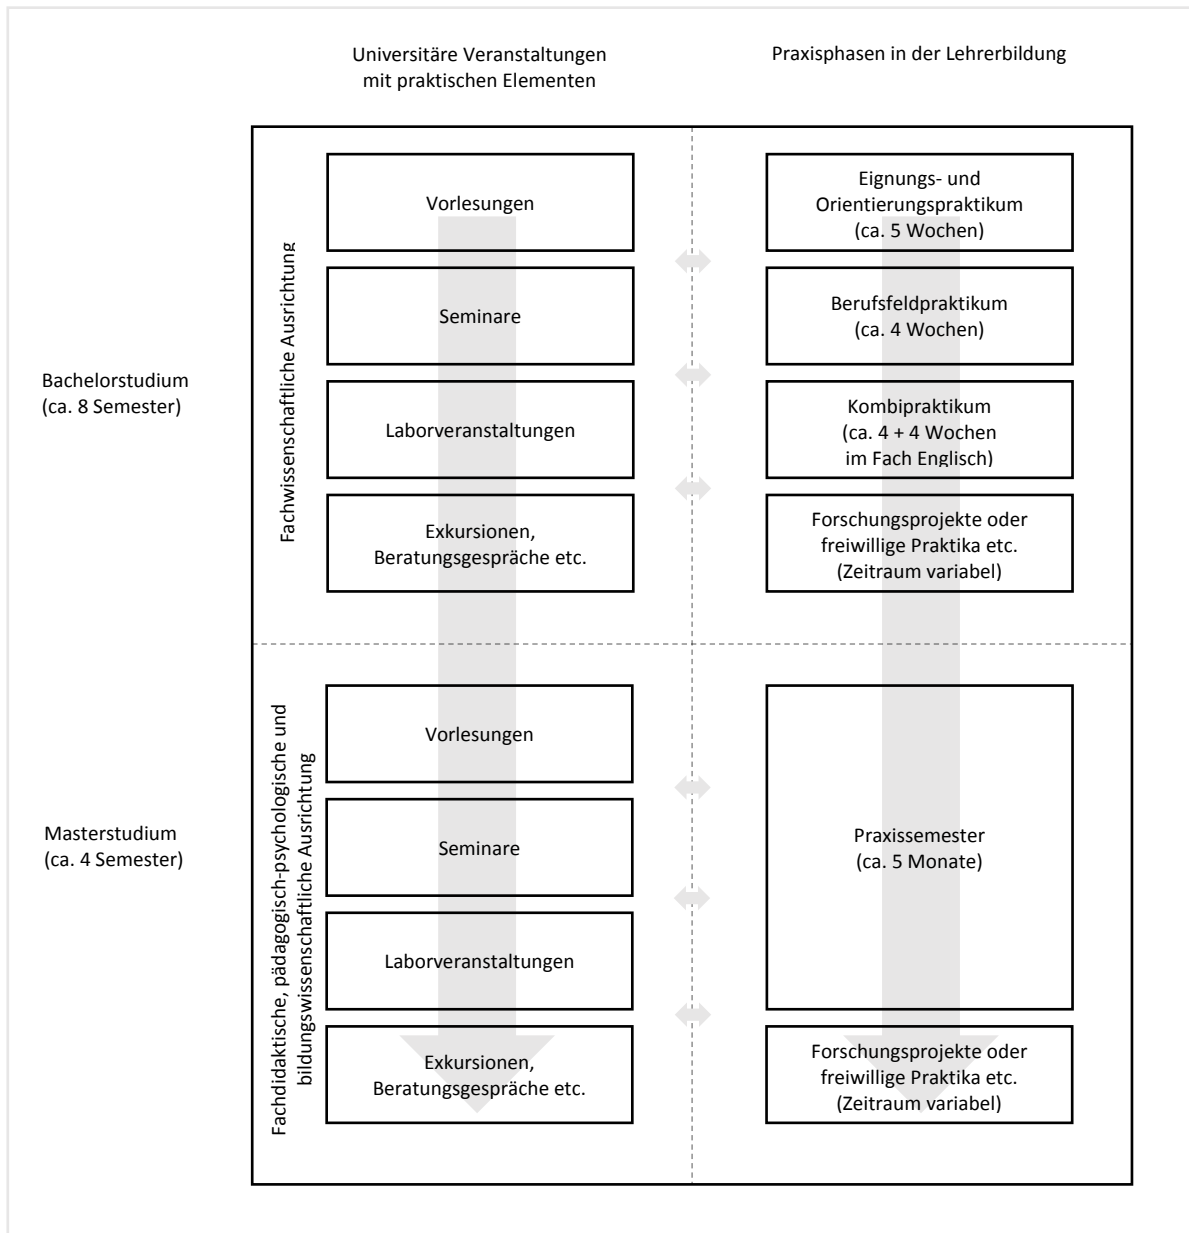 Universitäre Veranstaltungen
mit praktischen Elementen
Praxisphasen in der Lehrerbildung
Bachelorstudium
(ca. 8 Semester)
Fachwissenschaftliche Ausrichtung
Vorlesungen
Eignungs- und
Orientierungspraktikum
(ca. 5 Wochen)
Seminare
Berufsfeldpraktikum
(ca. 4 Wochen)
Laborveranstaltungen
Kombipraktikum
(ca. 4 + 4 Wochen
im Fach Englisch)
Exkursionen,
Beratungsgespräche etc.
Forschungsprojekte oder
freiwillige Praktika etc.
(Zeitraum variabel)
Masterstudium
(ca. 4 Semester)
Fachdidaktische, pädagogisch-psychologische und
bildungswissenschaftliche Ausrichtung
Vorlesungen
Seminare
Laborveranstaltungen
Praxissemester
(ca. 5 Monate)
Exkursionen,
Beratungsgespräche etc.
Forschungsprojekte oder
freiwillige Praktika etc.
(Zeitraum variabel)